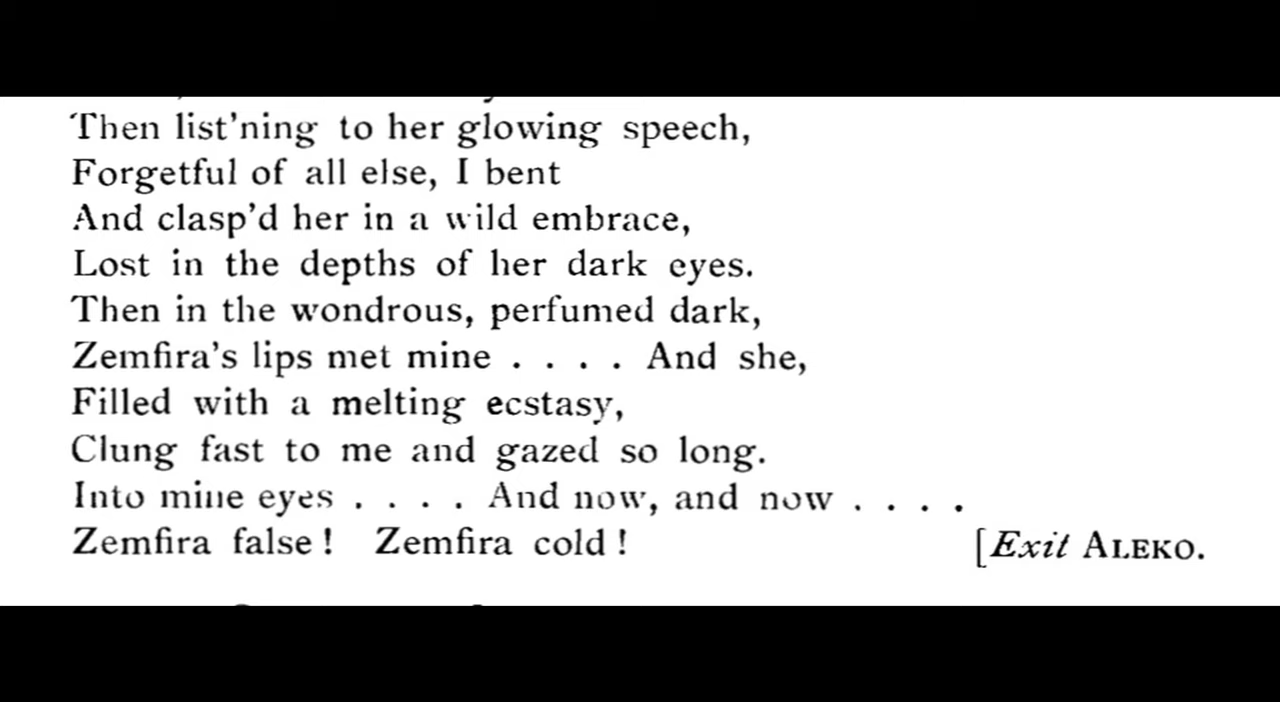 Then list'ning to her glowing speech,
Forgetful of all else, I bent
And clasp'd her in a wild embrace,
Lost in the depths of her dark eyes.
Then in the wondrous, perfumed dark,
Zemfira's lips met mine . . . . And she,
Filled with a melting ecstasy,
Clung fast to me and gazed so long.
Into mine eyes . . . . And now, and now . . . .
Zemfira false! Zemfira cold! [Exit ALEKO.